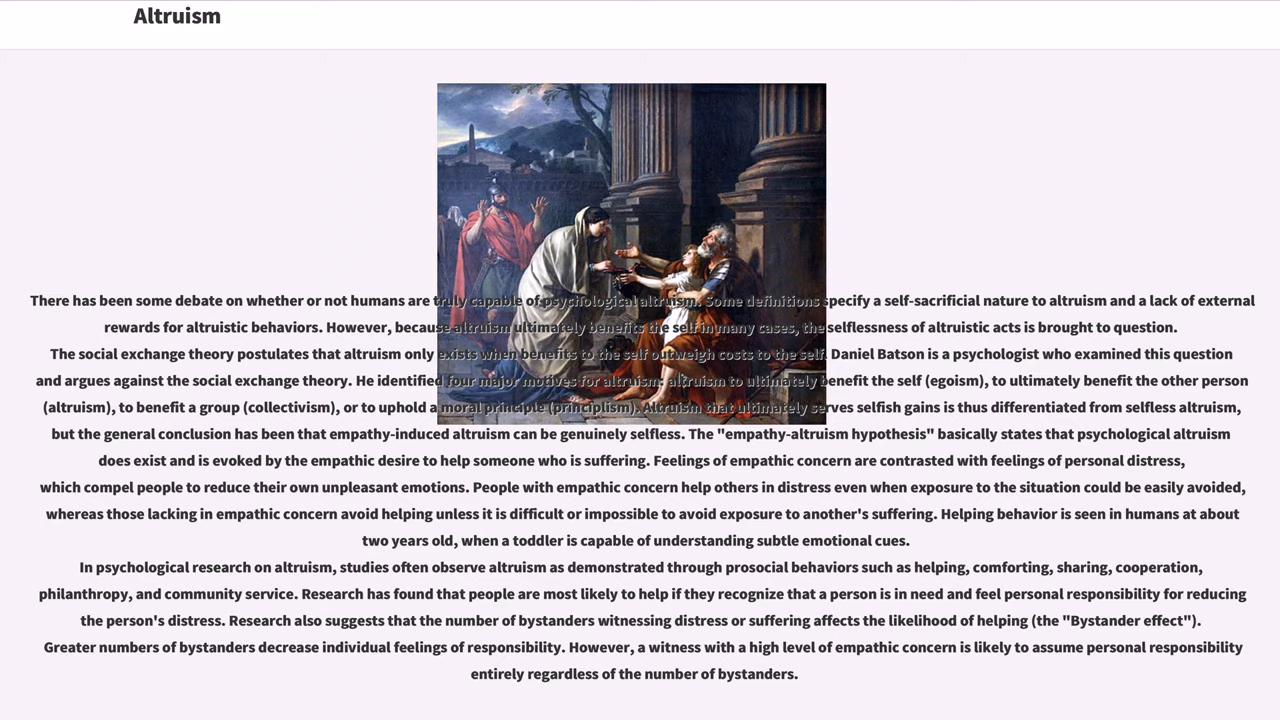 Altruism
There has been some debate on whether or not humans are truly capable of psychological altruism. Some definitions specify a self-sacrificial nature to altruism and a lack of external
rewards for altruistic behaviors. However, because altruism ultimately benefits the self in many cases, the selflessness of altruistic acts is brought to question.
The social exchange theory postulates that altruism only exists when benefits to the self outweigh costs to the self. Daniel Batson is a psychologist who examined this question
and argues against the social exchange theory. He identified four major motives for altruism: altruism to ultimately benefit the self (egoism), to ultimately benefit the other person
(altruism), to benefit a group (collectivism), or to uphold a moral principle (principlism). Altruism that ultimately serves selfish gains is thus differentiated from selfless altruism,
but the general conclusion has been that empathy-induced altruism can be genuinely selfless. The "empathy-altruism hypothesis" basically states that psychological altruism
does exist and is evoked by the empathic desire to help someone who is suffering. Feelings of empathic concern are contrasted with feelings of personal distress,
which compel people to reduce their own unpleasant emotions. People with empathic concern help others in distress even when exposure to the situation could be easily avoided,
whereas those lacking in empathic concern avoid helping unless it is difficult or impossible to avoid exposure to another's suffering. Helping behavior is seen in humans at about
two years old, when a toddler is capable of understanding subtle emotional cues.
In psychological research on altruism, studies often observe altruism as demonstrated through prosocial behaviors such as helping, comforting, sharing, cooperation,
philanthropy, and community service. Research has found that people are most likely to help if they recognize that a person is in need and feel personal responsibility for reducing
the person's distress. Research also suggests that the number of bystanders witnessing distress or suffering affects the likelihood of helping (the "Bystander effect").
Greater numbers of bystanders decrease individual feelings of responsibility. However, a witness with a high level of empathic concern is likely to assume personal responsibility
entirely regardless of the number of bystanders.